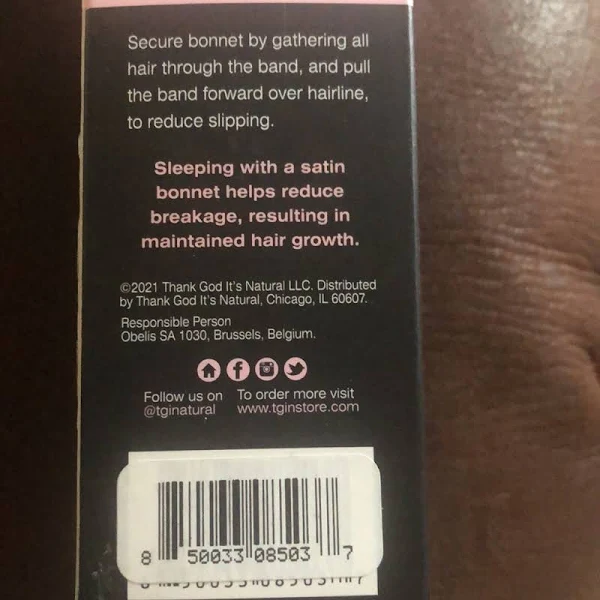 Secure bonnet by gathering all
hair through the band, and pull
the band forward over hairline,
to reduce slipping.
Sleeping with a satin
bonnet helps reduce
breakage, resulting in
maintained hair growth.
©2021 Thank God It's Natural LLC. Distributed
by Thank God It's Natural, Chicago, IL 60607.
Responsible Person
Obelis SA 1030, Brussels, Belgium.
Follow us on To order more visit
@tginatural www.tginstore.com
8 50033 08503 7